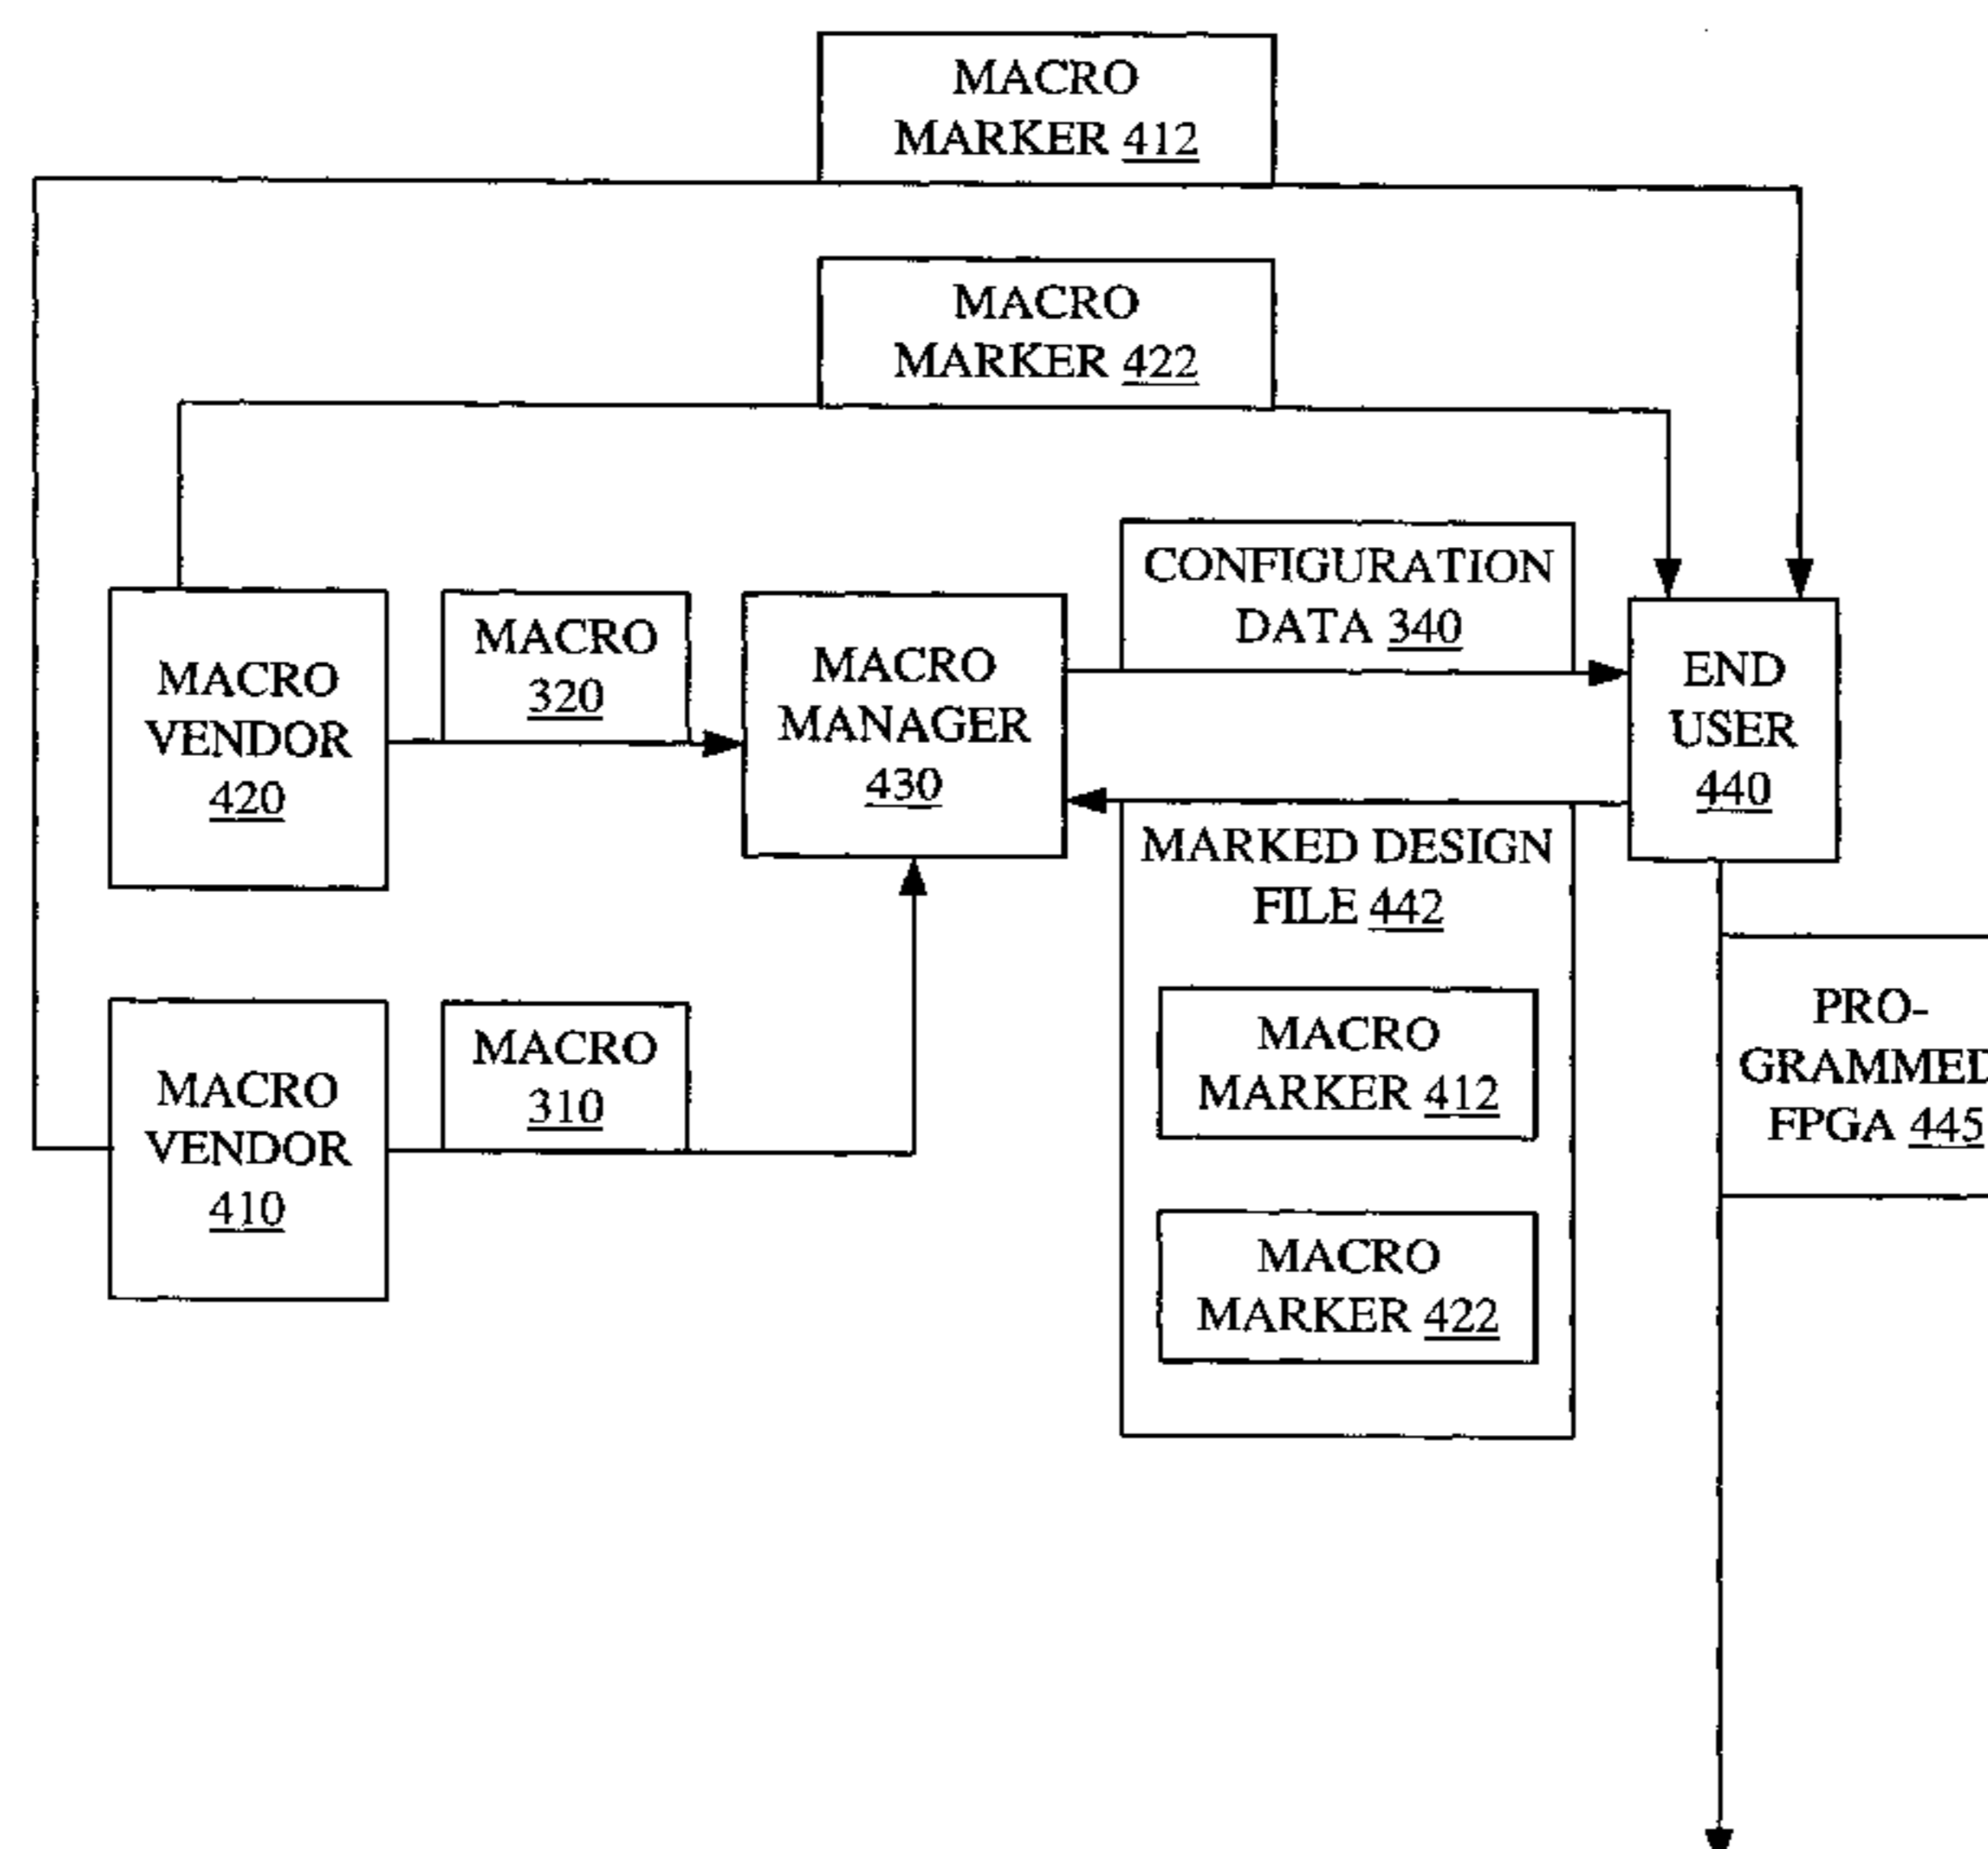 MACRO
MARKER 412
MACRO
MARKER 422
CONFIGURATION
DATA 340
MACRO
VENDOR
420
MACRO
320
MACRO
MANAGER
430
END
USER
440
MARKED DESIGN
FILE 442
MACRO
MARKER 412
MACRO
MARKER 422
MACRO
VENDOR
410
MACRO
310
PRO-
GRAMMED
FPGA 445